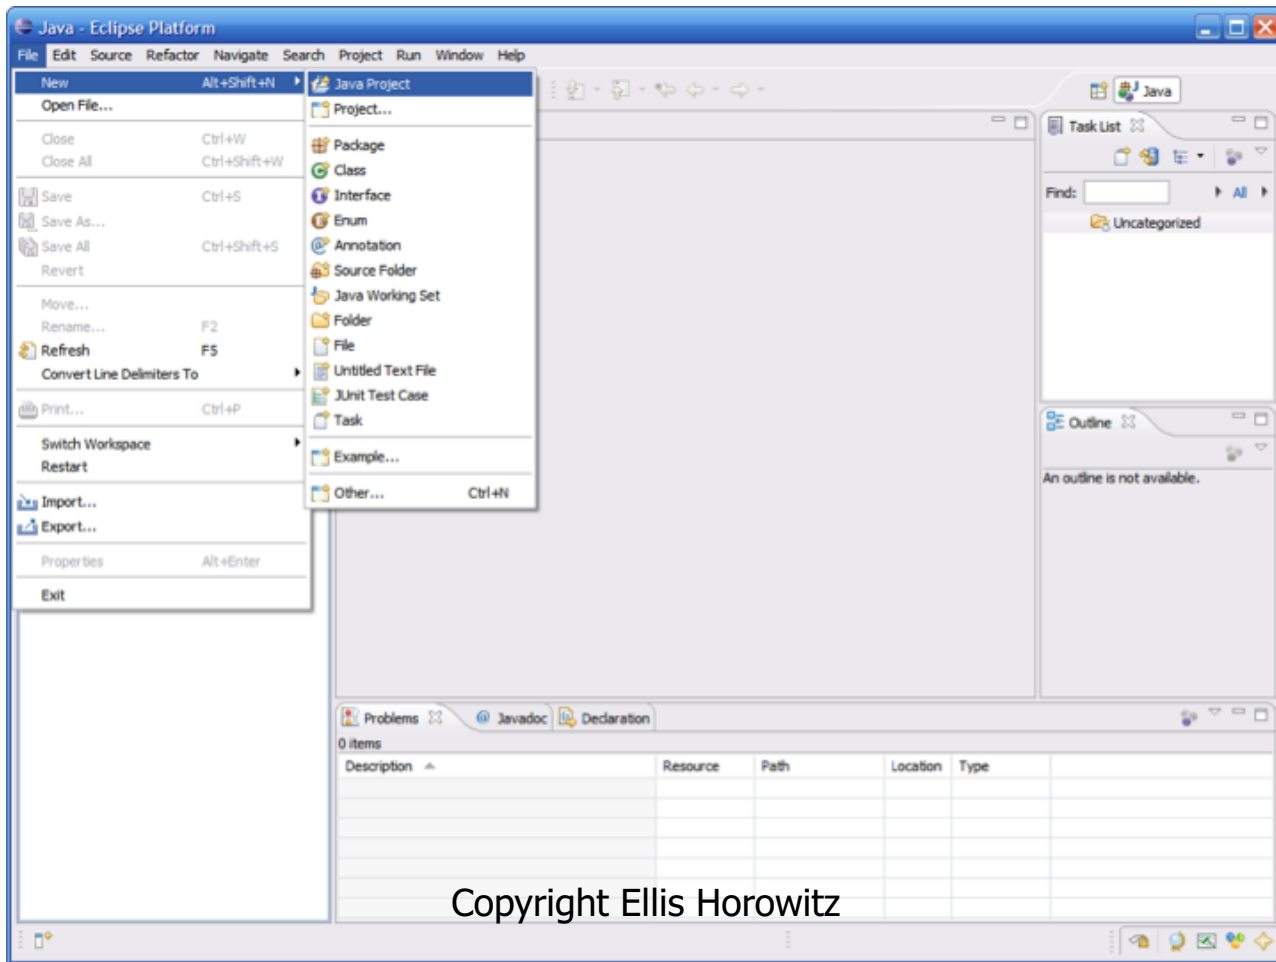 Java - Eclipse Platform
File Edit Source Refactor Navigate Search Project Run Window Help
New Alt+Shift+N
Open File...
Close Ctrl+W
Close All Ctrl+Shift+W
Save Ctrl+S
Save As...
Save All Ctrl+Shift+S
Revert
Move...
Rename... F2
Refresh F5
Convert Line Delimiters To
Print... Ctrl+P
Switch Workspace
Restart
Import...
Export...
Properties Alt+Enter
Exit
Java Project
Project...
Package
Class
Interface
Enum
Annotation
Source Folder
Java Working Set
Folder
File
Untitled Text File
JUnit Test Case
Task
Example...
Other... Ctrl+N
Java
Task List
Find: All
Uncategorized
Outline
An outline is not available.
Problems Javadoc Declaration
0 items
Description Resource Path Location Type
Copyright Ellis Horowitz